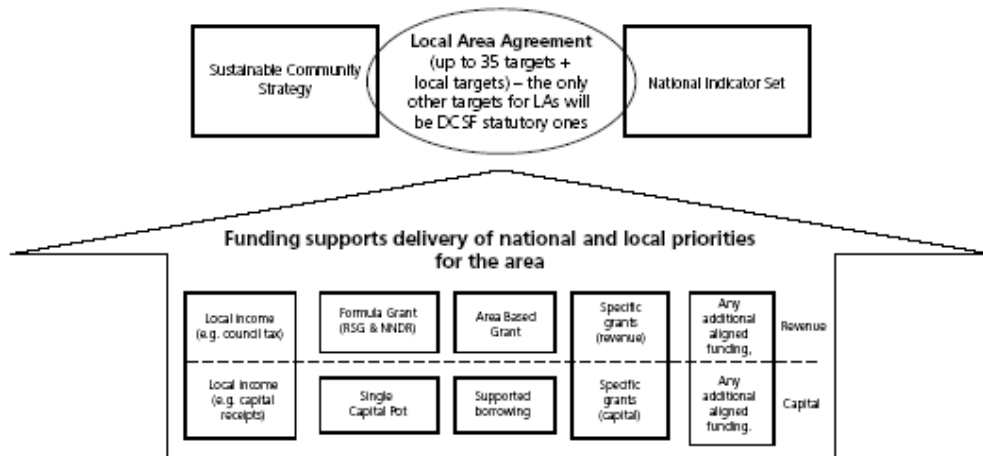 Sustainable Community
Strategy
Local Area Agreement
(up to 35 targets +
local targets) – the only
other targets for LAs will
be DCSF statutory ones
National Indicator Set
Funding supports delivery of national and local priorities
for the area
Local income
(e.g. council tax)
Formula Grant
(RSG & NNDR)
Area Based
Grant
Specific
grants
(revenue)
Any
additional
aligned
funding,
Revenue
Local income
(e.g. capital
receipts)
Single
Capital Pot
Supported
borrowing
Specific
grants
(capital)
Any
additional
aligned
funding.
Capital